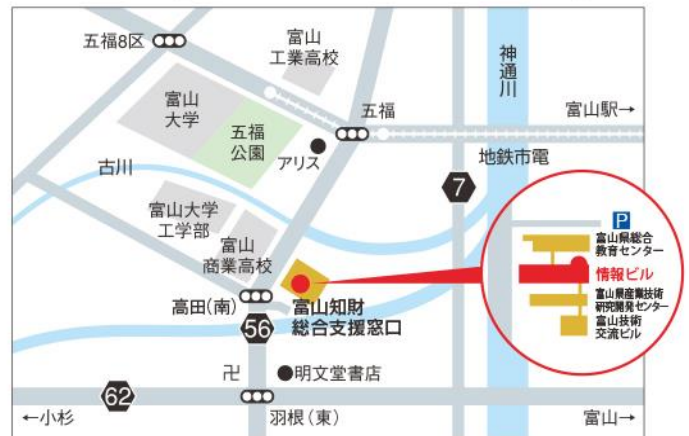 五福8区
富山
工業高校
神通川
富山
大学
五福
公園
五福
富山駅→
アリス
地鉄市電
古川
7
富山大学
工学部
富山
商業高校
P
富山県総合
教育センター
情報ビル
富山県産業技術
研究開発センター
富山技術
交流ビル
高田(南)
富山知財
総合支援窓口
56
卍
明文堂書店
62
←小杉
羽根(東)
富山→